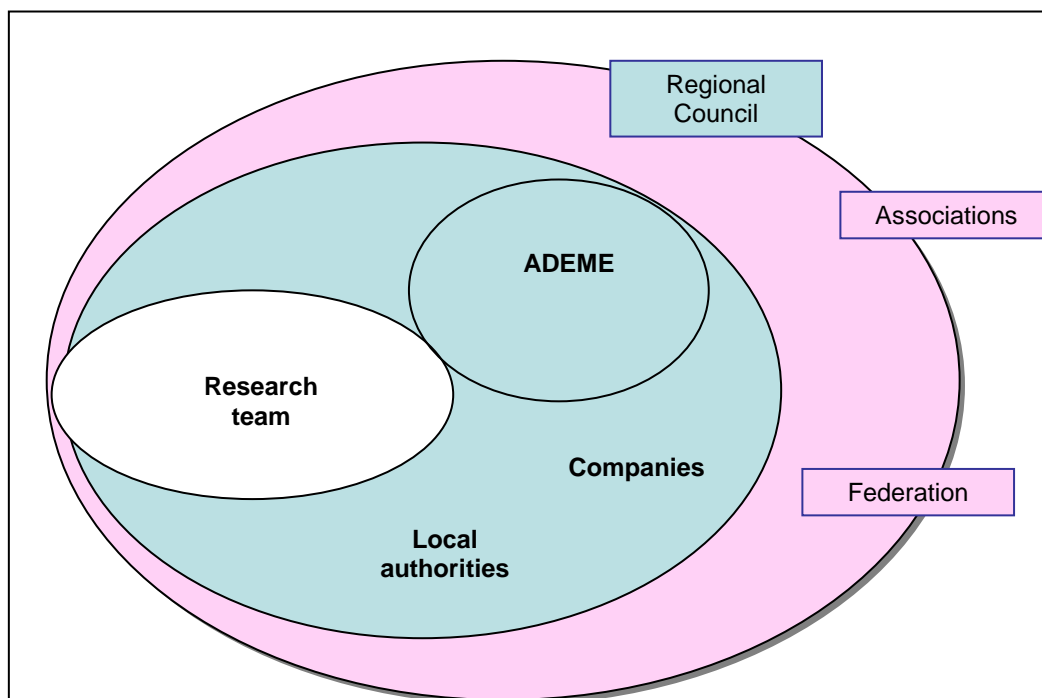 Regional
Council
Associations
ADEME
Research
team
Companies
Federation
Local
authorities